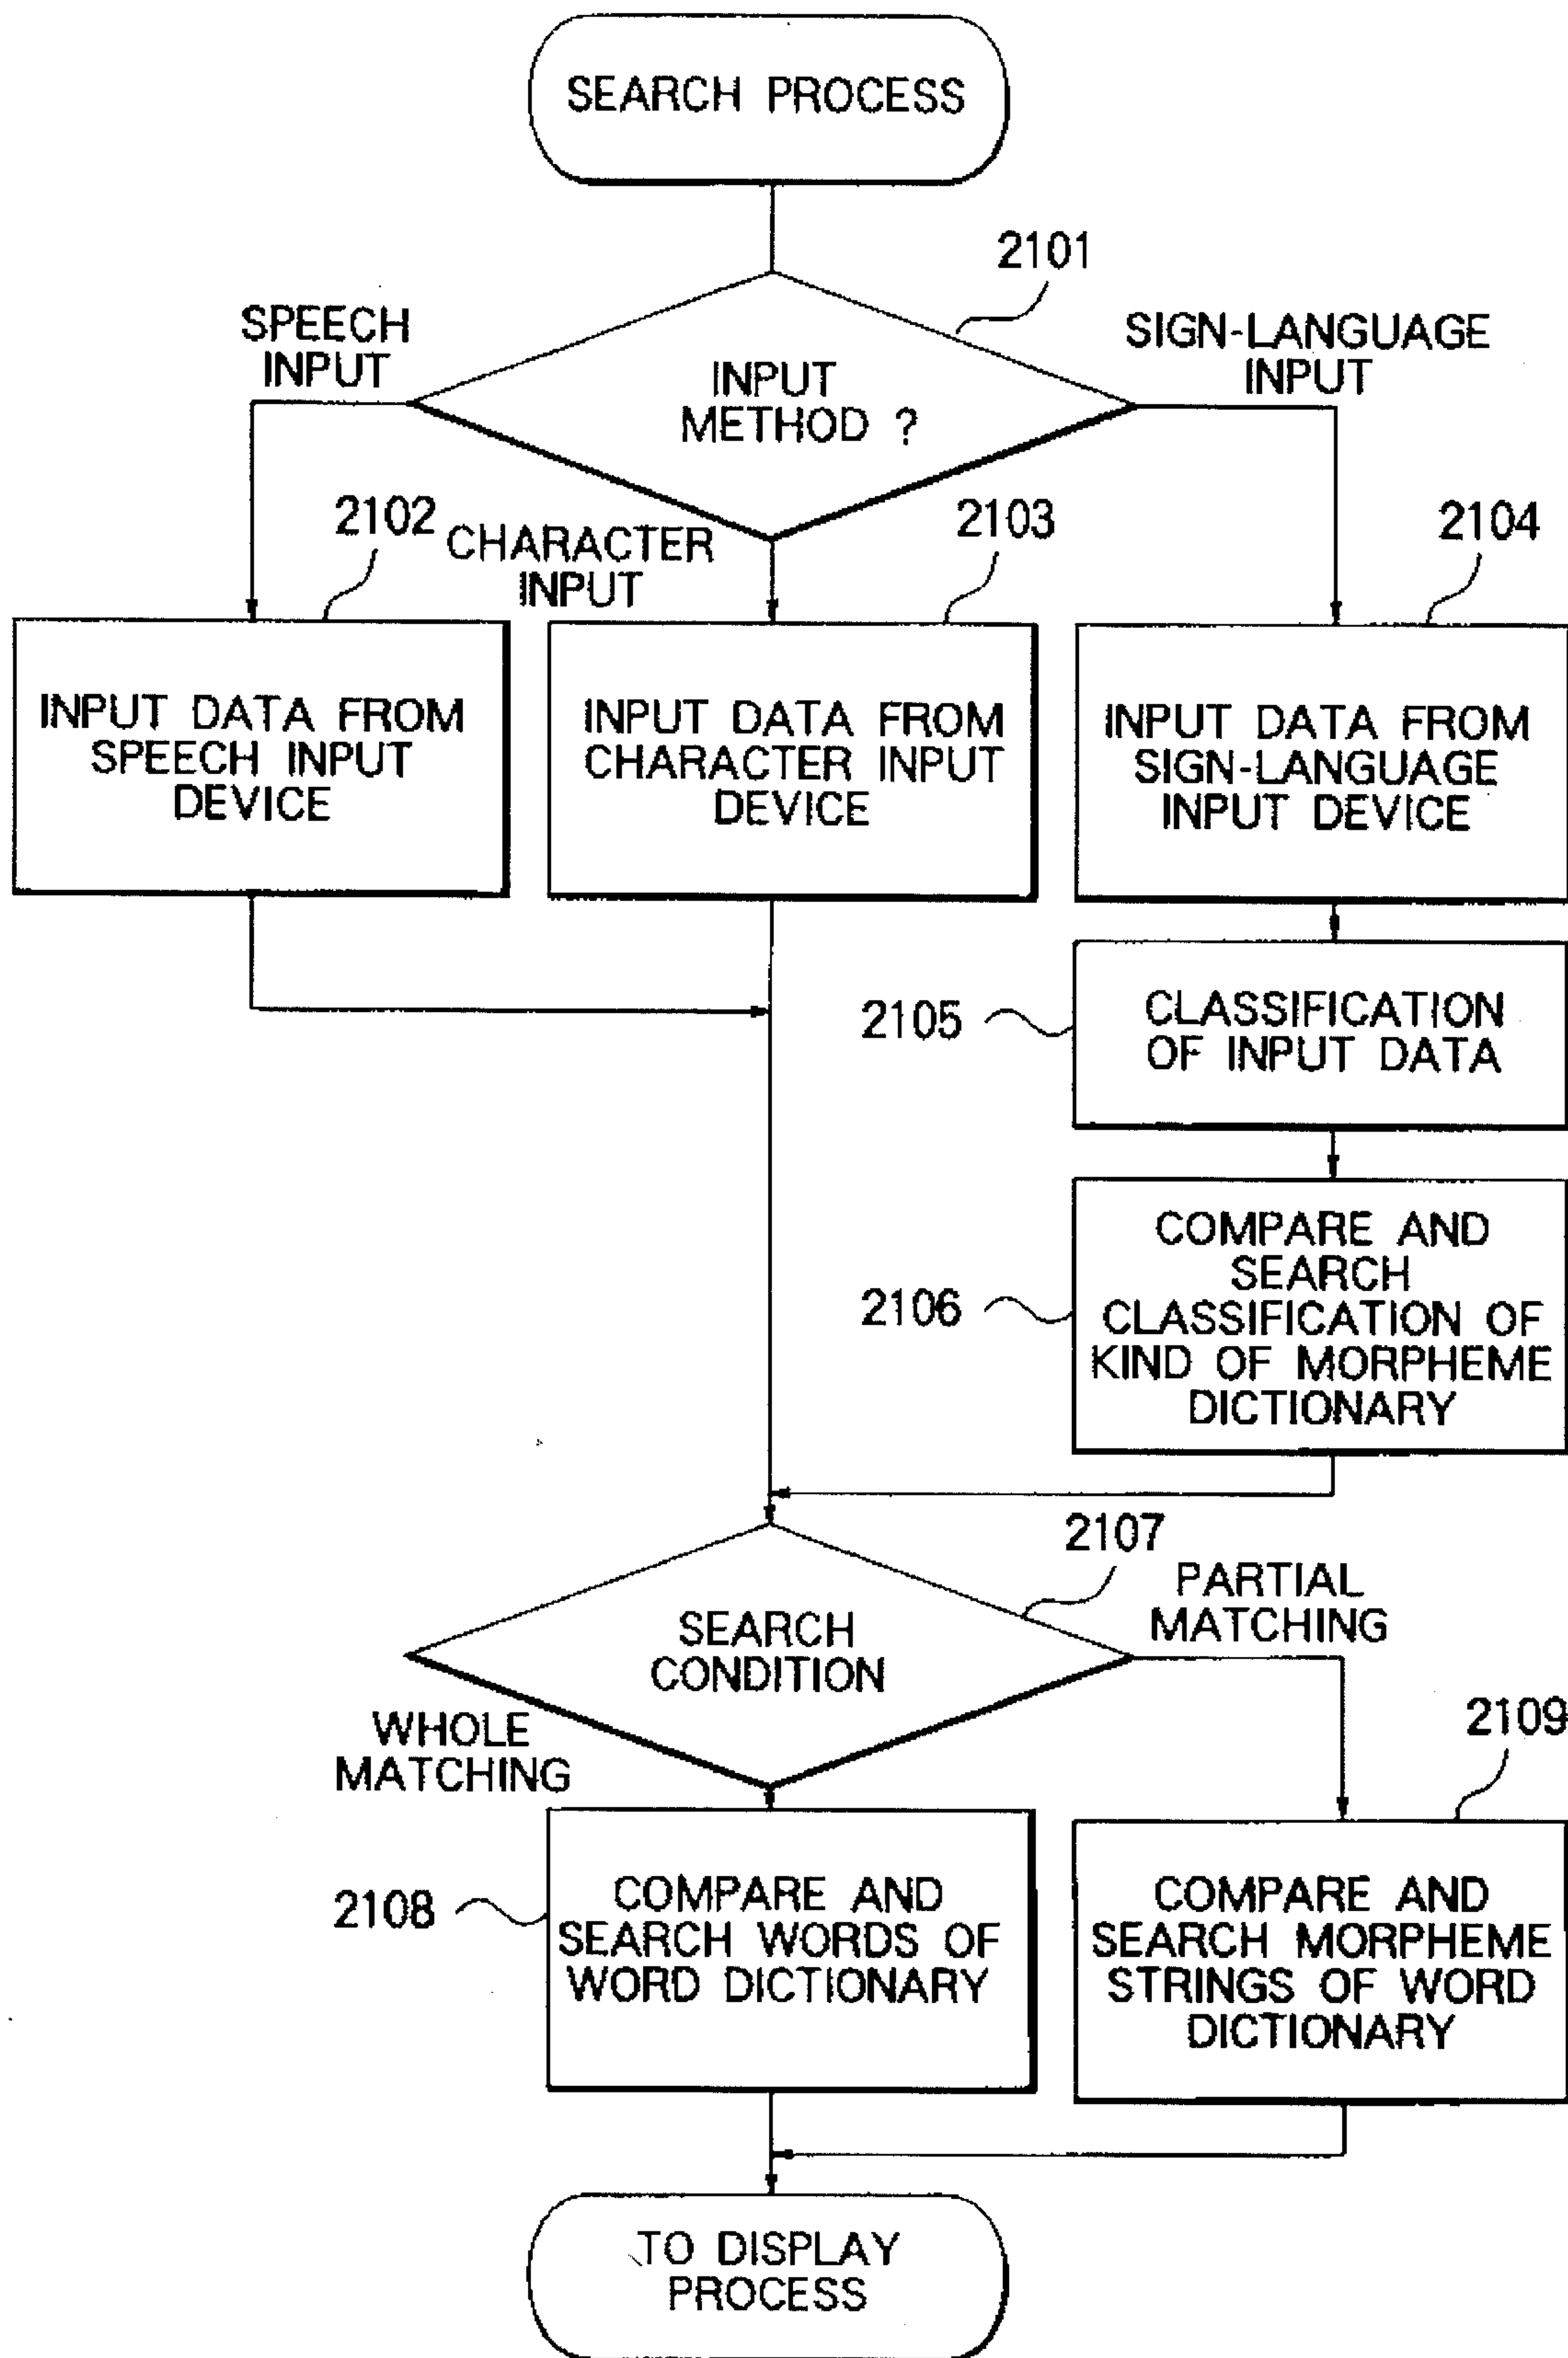 SEARCH PROCESS
2101
SPEECH
INPUT
SIGN-LANGUAGE
INPUT
INPUT
METHOD ?
2102
CHARACTER
INPUT
2103
2104
INPUT DATA FROM
SPEECH INPUT
DEVICE
INPUT DATA FROM
CHARACTER INPUT
DEVICE
INPUT DATA FROM
SIGN-LANGUAGE
INPUT DEVICE
2105
CLASSIFICATION
OF INPUT DATA
2106
COMPARE AND
SEARCH
CLASSIFICATION OF
KIND OF MORPHEME
DICTIONARY
2107
PARTIAL
MATCHING
SEARCH
CONDITION
WHOLE
MATCHING
2109
2108
COMPARE AND
SEARCH WORDS OF
WORD DICTIONARY
COMPARE AND
SEARCH MORPHEME
STRINGS OF WORD
DICTIONARY
TO DISPLAY
PROCESS